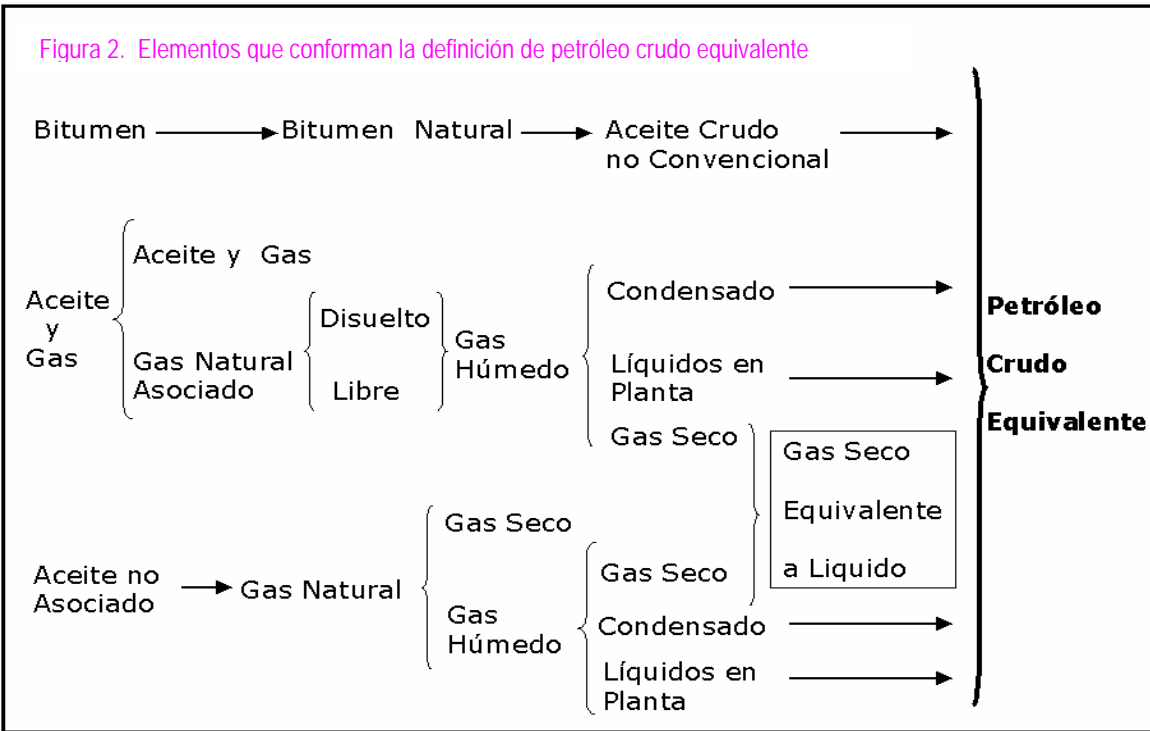 Figura 2. Elementos que conforman la definición de petróleo crudo equivalente
Bitumen
Bitumen Natural
Aceite Crudo
no Convencional
Aceite
y
Gas
Aceite y Gas
Gas Natural
Asociado
Disuelto
Libre
Gas
Húmedo
Condensado
Líquidos en
Planta
Gas Seco
Aceite no
Asociado
Gas Natural
Gas Seco
Gas
Húmedo
Gas Seco
Condensado
Líquidos en
Planta
Gas Seco
Equivalente
a Liquido
Petróleo
Crudo
Equivalente